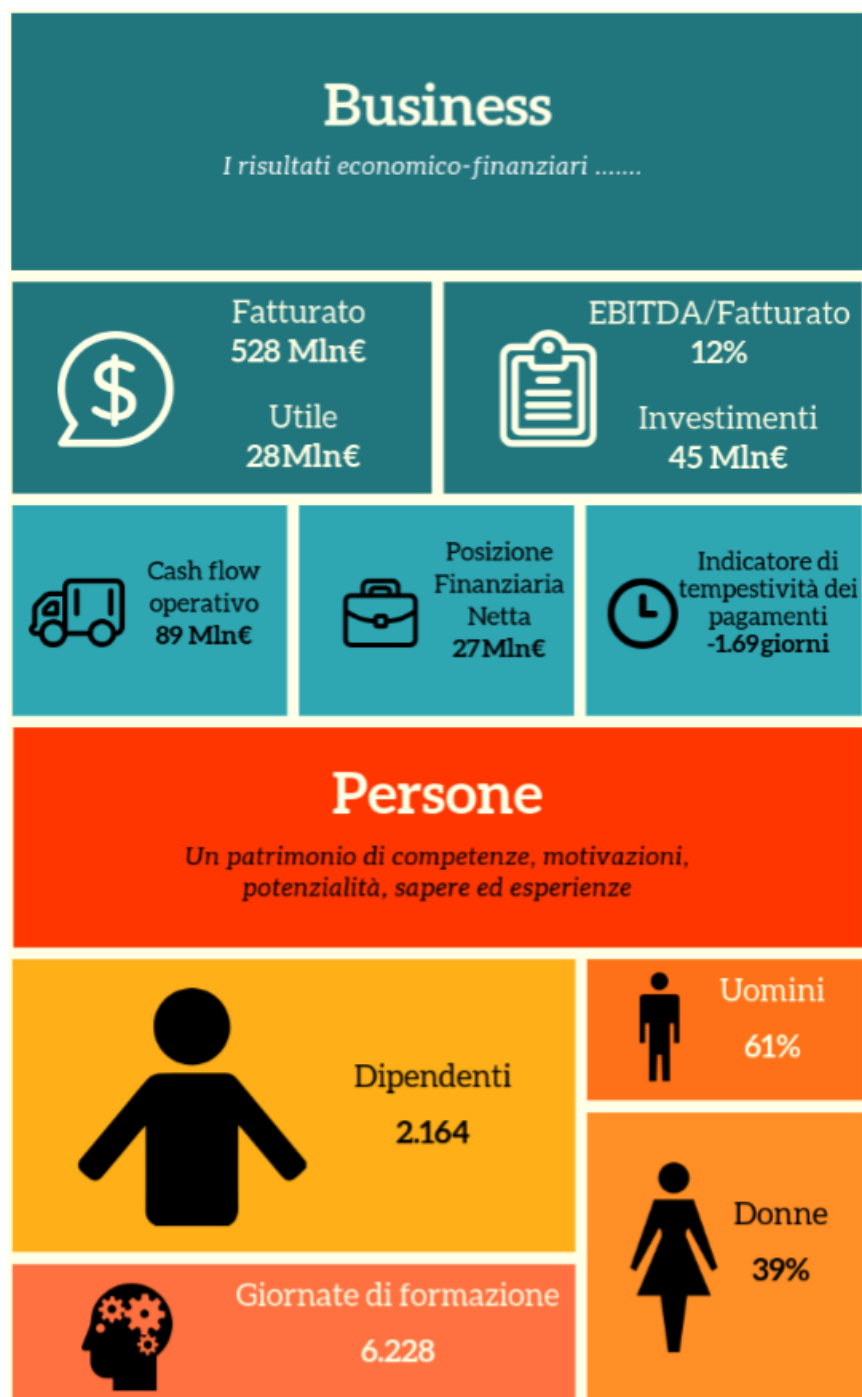 Business
I risultati economico-finanziari .......
Fatturato
528 Mln€
Utile
28Mln€
EBITDA/Fatturato
12%
Investimenti
45 Mln€
Cash flow
operativo
89 Mln€
Posizione
Finanziaria
Netta
27Mln€
Indicatore di
tempestività dei
pagamenti
-1.69giorni
Persone
Un patrimonio di competenze, motivazioni,
potenzialità, sapere ed esperienze
Dipendenti
2.164
Uomini
61%
Donne
39%
Giornate di formazione
6.228